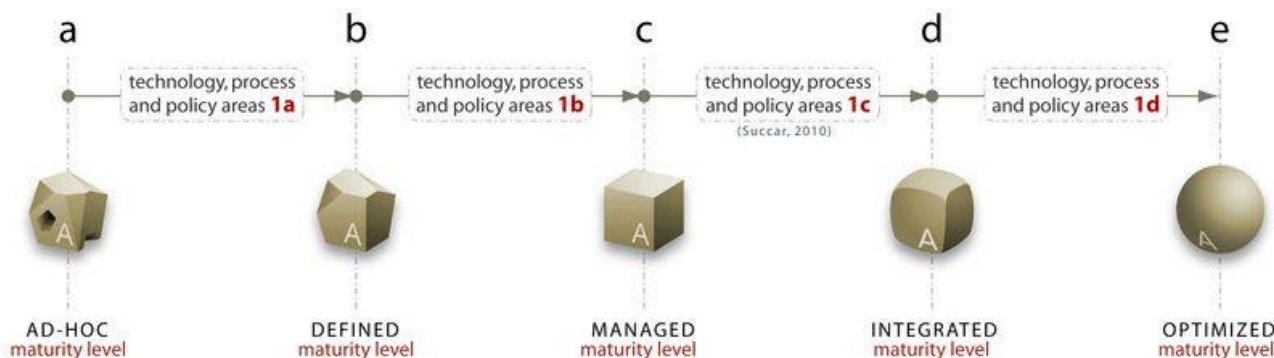 a
b
c
d
e
technology, process
and policy areas 1a
technology, process
and policy areas 1b
technology, process
and policy areas 1c
(Succar, 2010)
technology, process
and policy areas 1d
A
A
A
A
A
AD-HOC
maturity level
DEFINED
maturity level
MANAGED
maturity level
INTEGRATED
maturity level
OPTIMIZED
maturity level